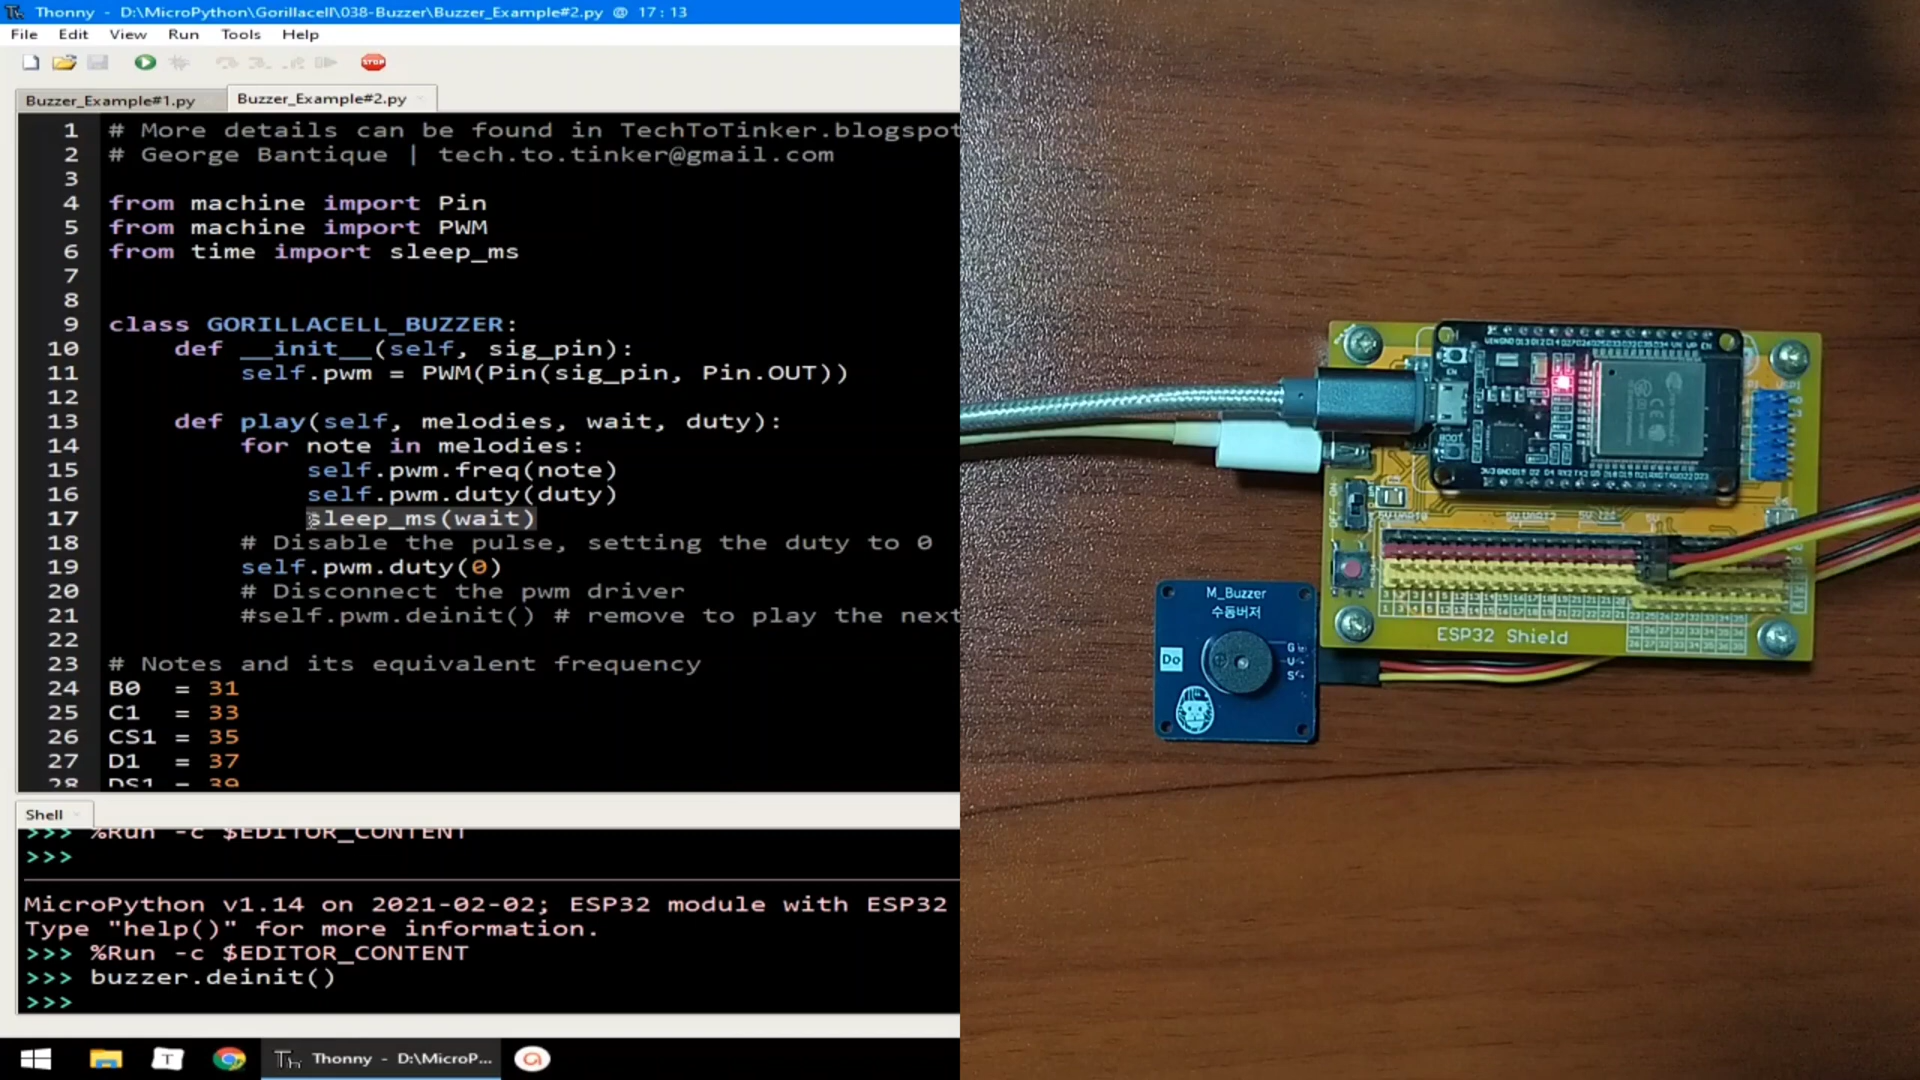 Thonny - D:\MicroPython\Gorillacell\038-Buzzer\Buzzer_Example#2.py @ 17 : 13
File Edit View Run Tools Help
STOP
Buzzer_Example#1.py
Buzzer_Example#2.py
1 # More details can be found in TechToTinker.blogspot
2 # George Bantique | tech.to.tinker@gmail.com
3
4 from machine import Pin
5 from machine import PWM
6 from time import sleep_ms
7
8
9 class GORILLACELL_BUZZER:
10 def __init__(self, sig_pin):
11 self.pwm = PWM(Pin(sig_pin, Pin.OUT))
12
13 def play(self, melodies, wait, duty):
14 for note in melodies:
15 self.pwm.freq(note)
16 self.pwm.duty(duty)
17 sleep_ms(wait)
18 # Disable the pulse, setting the duty to 0
19 self.pwm.duty(0)
20 # Disconnect the pwm driver
21 #self.pwm.deinit() # remove to play the next
22
23 # Notes and its equivalent frequency
24 B0 = 31
25 C1 = 33
26 CS1 = 35
27 D1 = 37
28 DS1 = 39
Shell
>>> %Run -c $EDITOR_CONTENT
>>>
MicroPython v1.14 on 2021-02-02; ESP32 module with ESP32
Type "help()" for more information.
>>> %Run -c $EDITOR_CONTENT
>>> buzzer.deinit()
>>>
Thonny - D:\MicroP...
EN
BOOT
ESP32 Shield
M_Buzzer
수동버저
Do
G
V
S